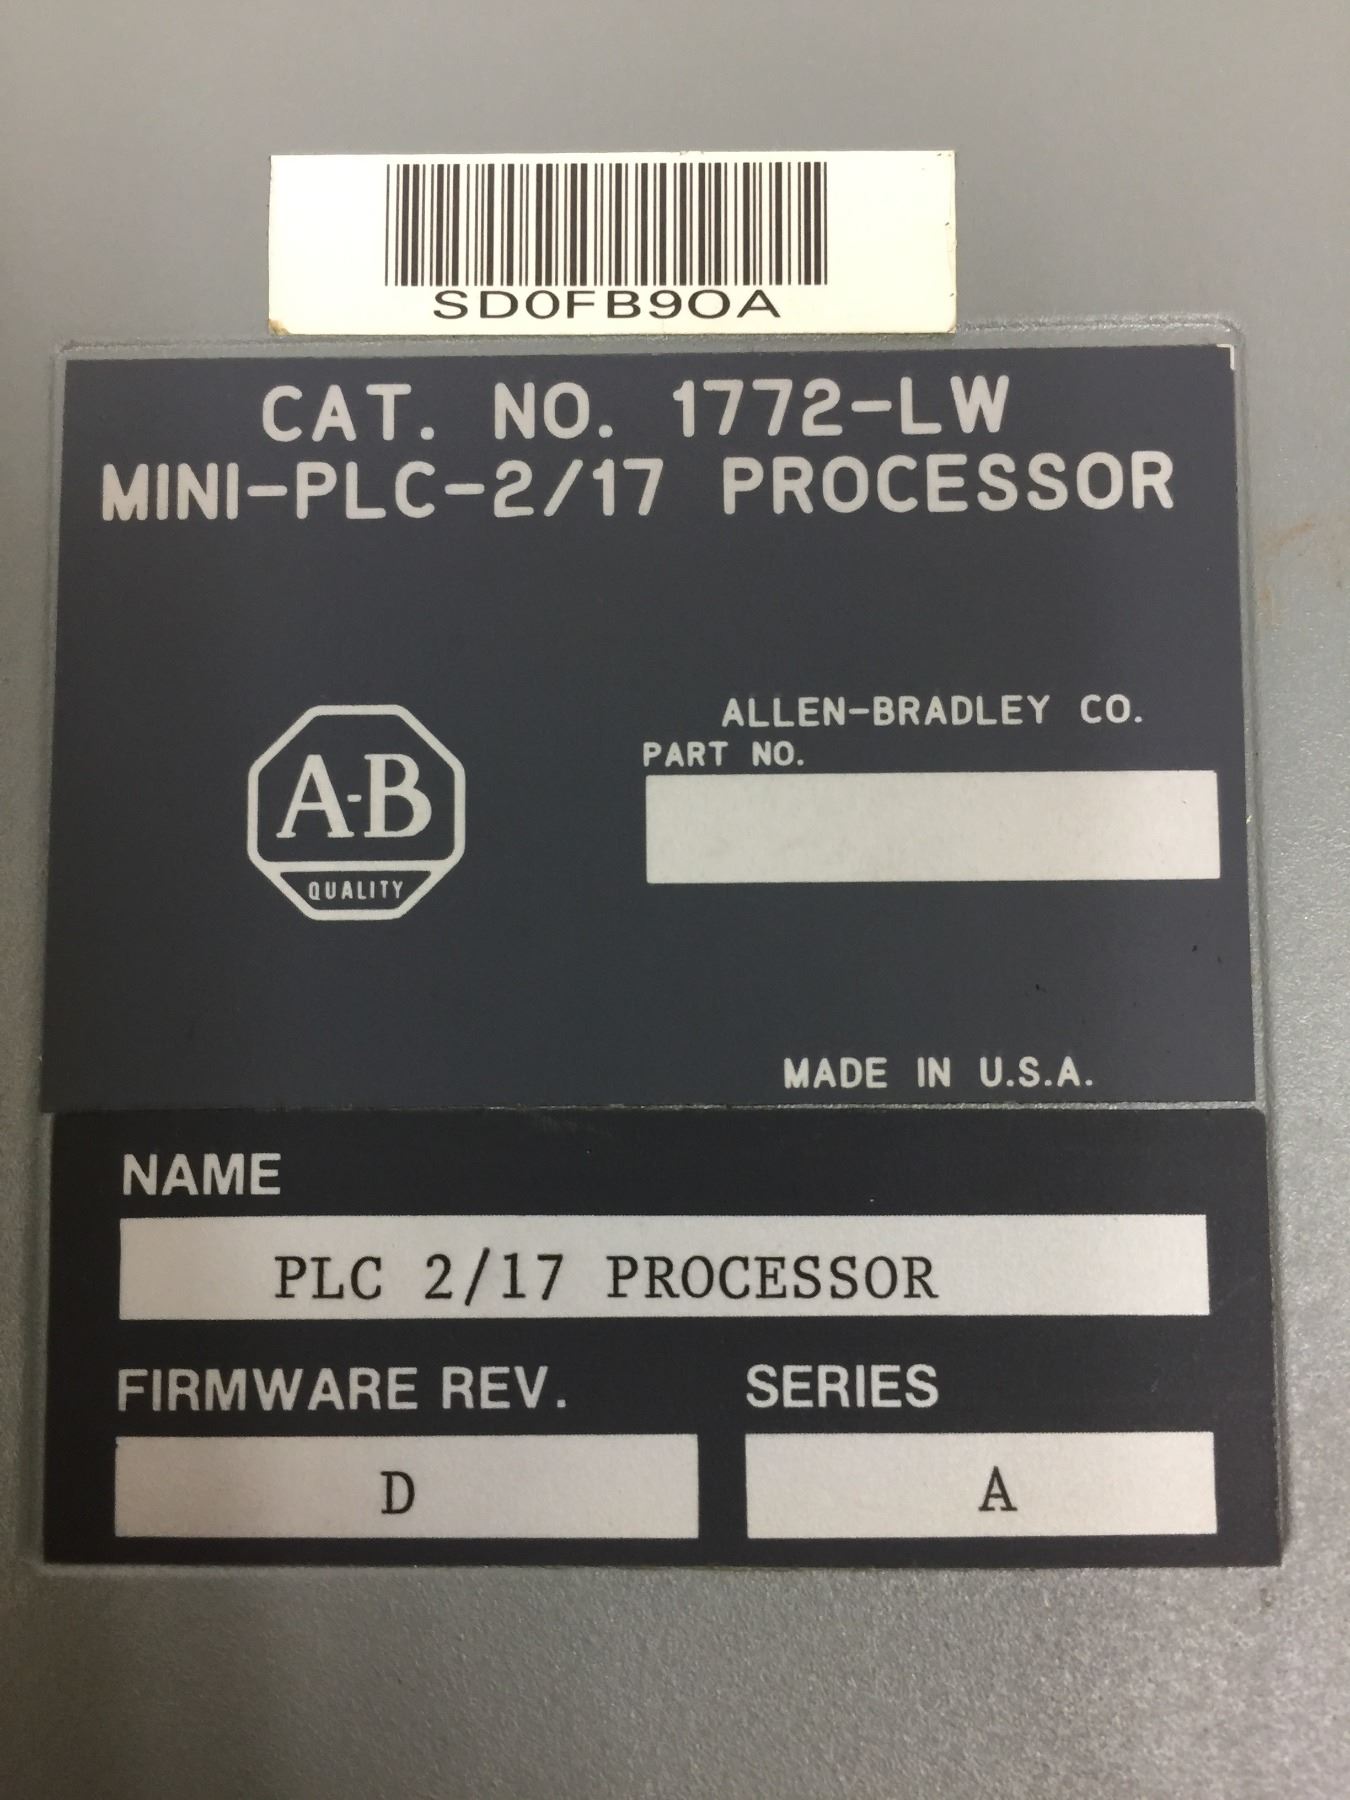 SD0FB90A
CAT. NO. 1772-LW
MINI-PLC-2/17 PROCESSOR
A-B
QUALITY
ALLEN-BRADLEY CO.
PART NO.
MADE IN U.S.A.
NAME
PLC 2/17 PROCESSOR
FIRMWARE REV.
SERIES
D
A